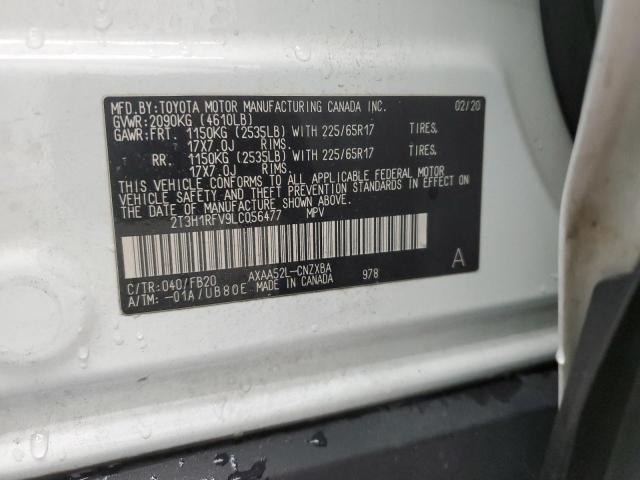 MFD.BY:TOYOTA MOTOR MANUFACTURING CANADA INC. 02/20
GVWR:2090KG (4610LB)
GAWR:FRT. 1150KG (2535LB) WITH 225/65R17 TIRES,
17X7.0J RIMS.
RR. 1150KG (2535LB) WITH 225/65R17 TIRES,
17X7.0J RIMS.
THIS VEHICLE CONFORMS TO ALL APPLICABLE FEDERAL MOTOR
VEHICLE SAFETY AND THEFT PREVENTION STANDARDS IN EFFECT ON
THE DATE OF MANUFACTURE SHOWN ABOVE.
2T3H1RFV9LC056477 MPV
C/TR:040/FB20 AXAA52L-CNZXBA 978 A
A/TM:-01A/UB80E MADE IN CANADA